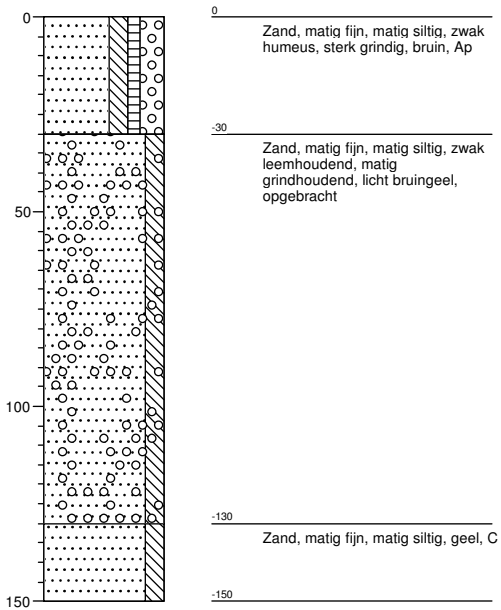 0
0
Zand, matig fijn, matig siltig, zwak
humeus, sterk grindig, bruin, Ap
-30
Zand, matig fijn, matig siltig, zwak
leemhoudend, matig
grindhoudend, licht bruingeel,
opgebracht
50
100
-130
Zand, matig fijn, matig siltig, geel, C
150
-150